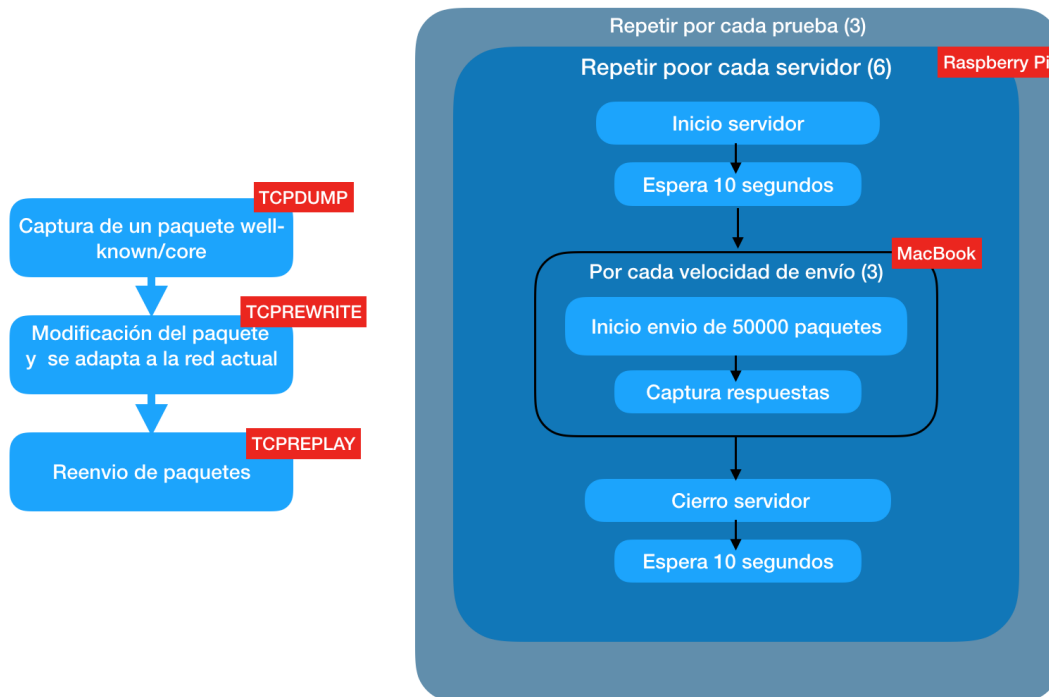 TCPDUMP
Captura de un paquete well-
known/core
TCPREWRITE
Modificación del paquete
y se adapta a la red actual
TCPREPLAY
Reenvio de paquetes
Repetir por cada prueba (3)
Repetir poor cada servidor (6)
Raspberry Pi
Inicio servidor
Espera 10 segundos
MacBook
Por cada velocidad de envío (3)
Inicio envio de 50000 paquetes
Captura respuestas
Cierro servidor
Espera 10 segundos